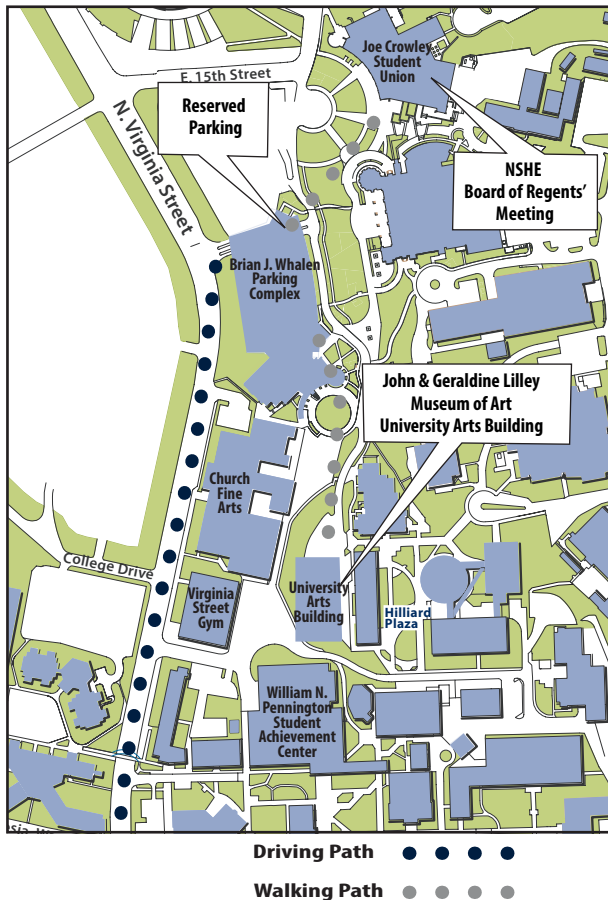 Joe Crowley
Student
Union
E. 15th Street
Reserved
Parking
N. Virginia Street
NSHE
Board of Regents’
Meeting
Brian J. Whalen
Parking
Complex
John & Geraldine Lilley
Museum of Art
University Arts Building
Church
Fine
Arts
College Drive
Virginia
Street
Gym
University
Arts
Building
Hilliard
Plaza
William N.
Pennington
Student
Achievement
Center
Driving Path
Walking Path